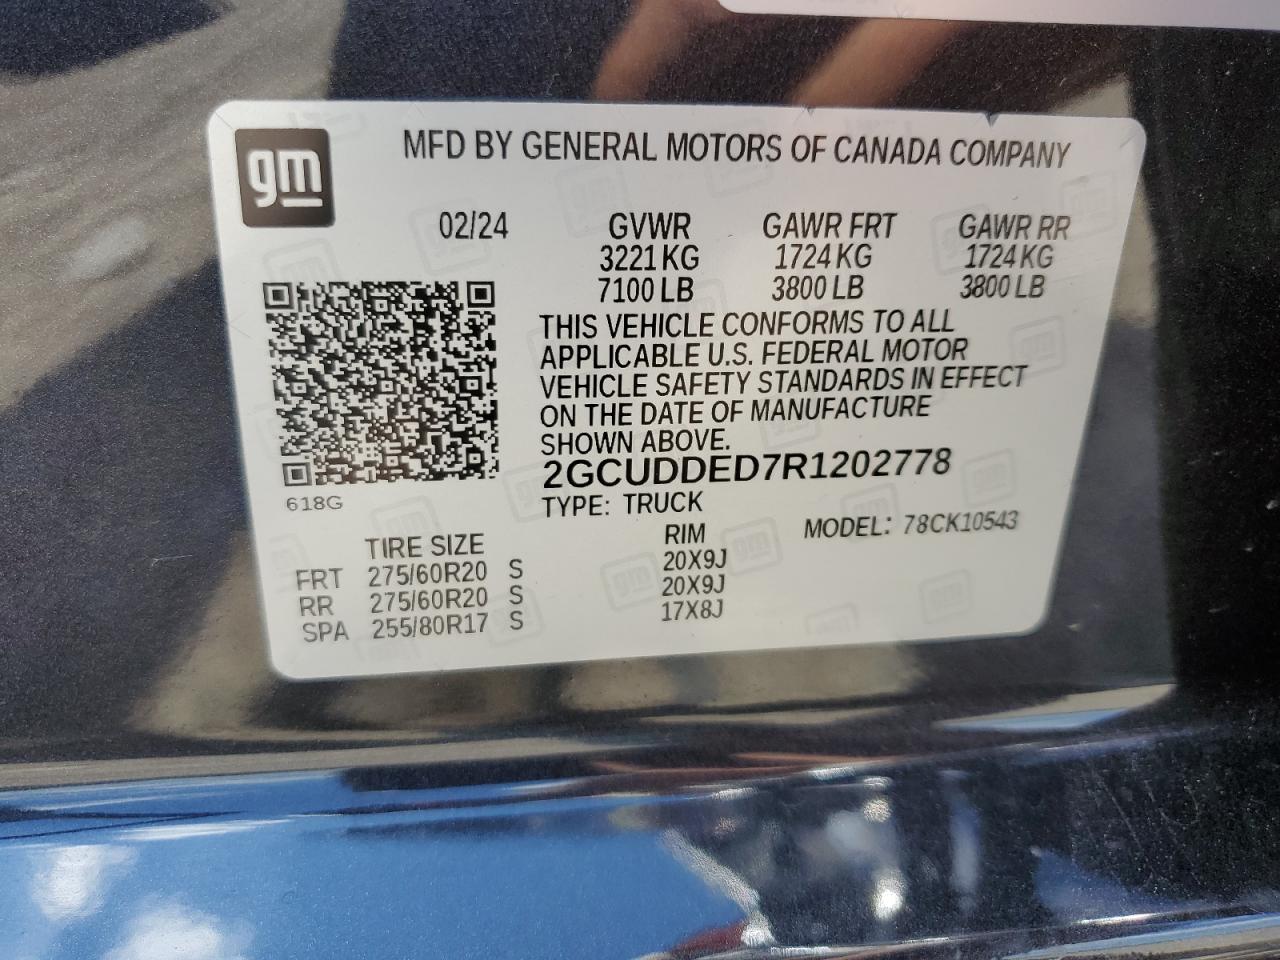 gm
MFD BY GENERAL MOTORS OF CANADA COMPANY
02/24 GVWR GAWR FRT GAWR RR
3221 KG 1724 KG 1724 KG
7100 LB 3800 LB 3800 LB
THIS VEHICLE CONFORMS TO ALL
APPLICABLE U.S. FEDERAL MOTOR
VEHICLE SAFETY STANDARDS IN EFFECT
ON THE DATE OF MANUFACTURE
SHOWN ABOVE.
2GCUDDED7R1202778
618G
TYPE: TRUCK
MODEL: 78CK10543
TIRE SIZE RIM
FRT 275/60R20 S 20X9J
RR 275/60R20 S 20X9J
SPA 255/80R17 S 17X8J